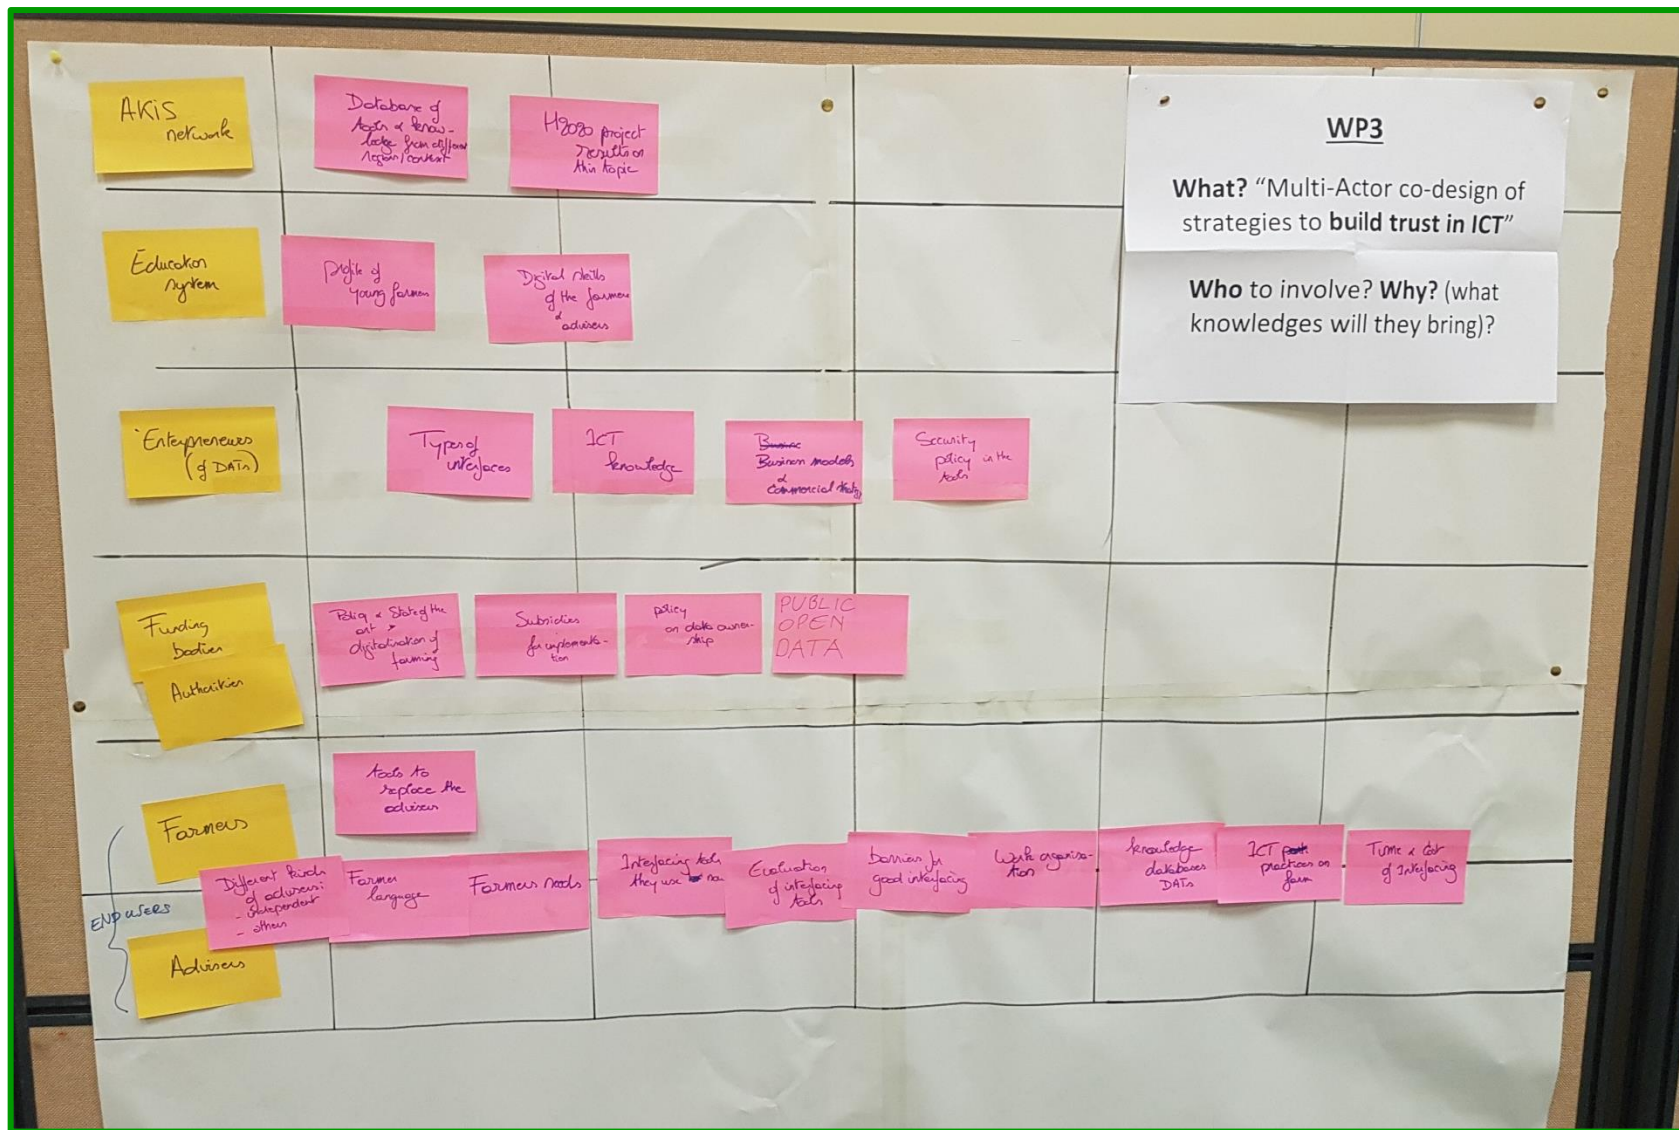 WP3
What? “Multi-Actor co-design of
strategies to build trust in ICT”
Who to involve? Why? (what
knowledges will they bring)?
AKiS
network
Database of
tools & know-
ledge from different
region/context
H2020 project
results on
this topic
Education
system
profile of
young farmers
Digital skills
of the farmers
&
advisers
Entepreneurs
(of DATs)
Types of
interfaces
ICT
knowledge
Business models
&
commercial
Security
policy in the
tools
Funding
bodies
Authorities
Policy & State of the
art
digitalisation of
farming
Subsidies
for implementa-
tion
policy
on data owner-
ship
PUBLIC
OPEN
DATA
Farmers
tools to
replace the
advisers
END USERS
Different kinds
of advisers:
- independent
- others
Farmer
language
Farmers needs
Interfacing tools
they use
Evaluation
of interfacing
tools
barriers for
good interfacing
Work organisa-
tion
knowledge
databases
DATs
ICT
practices on
farm
Time & Cost
of Interfacing
Advisers